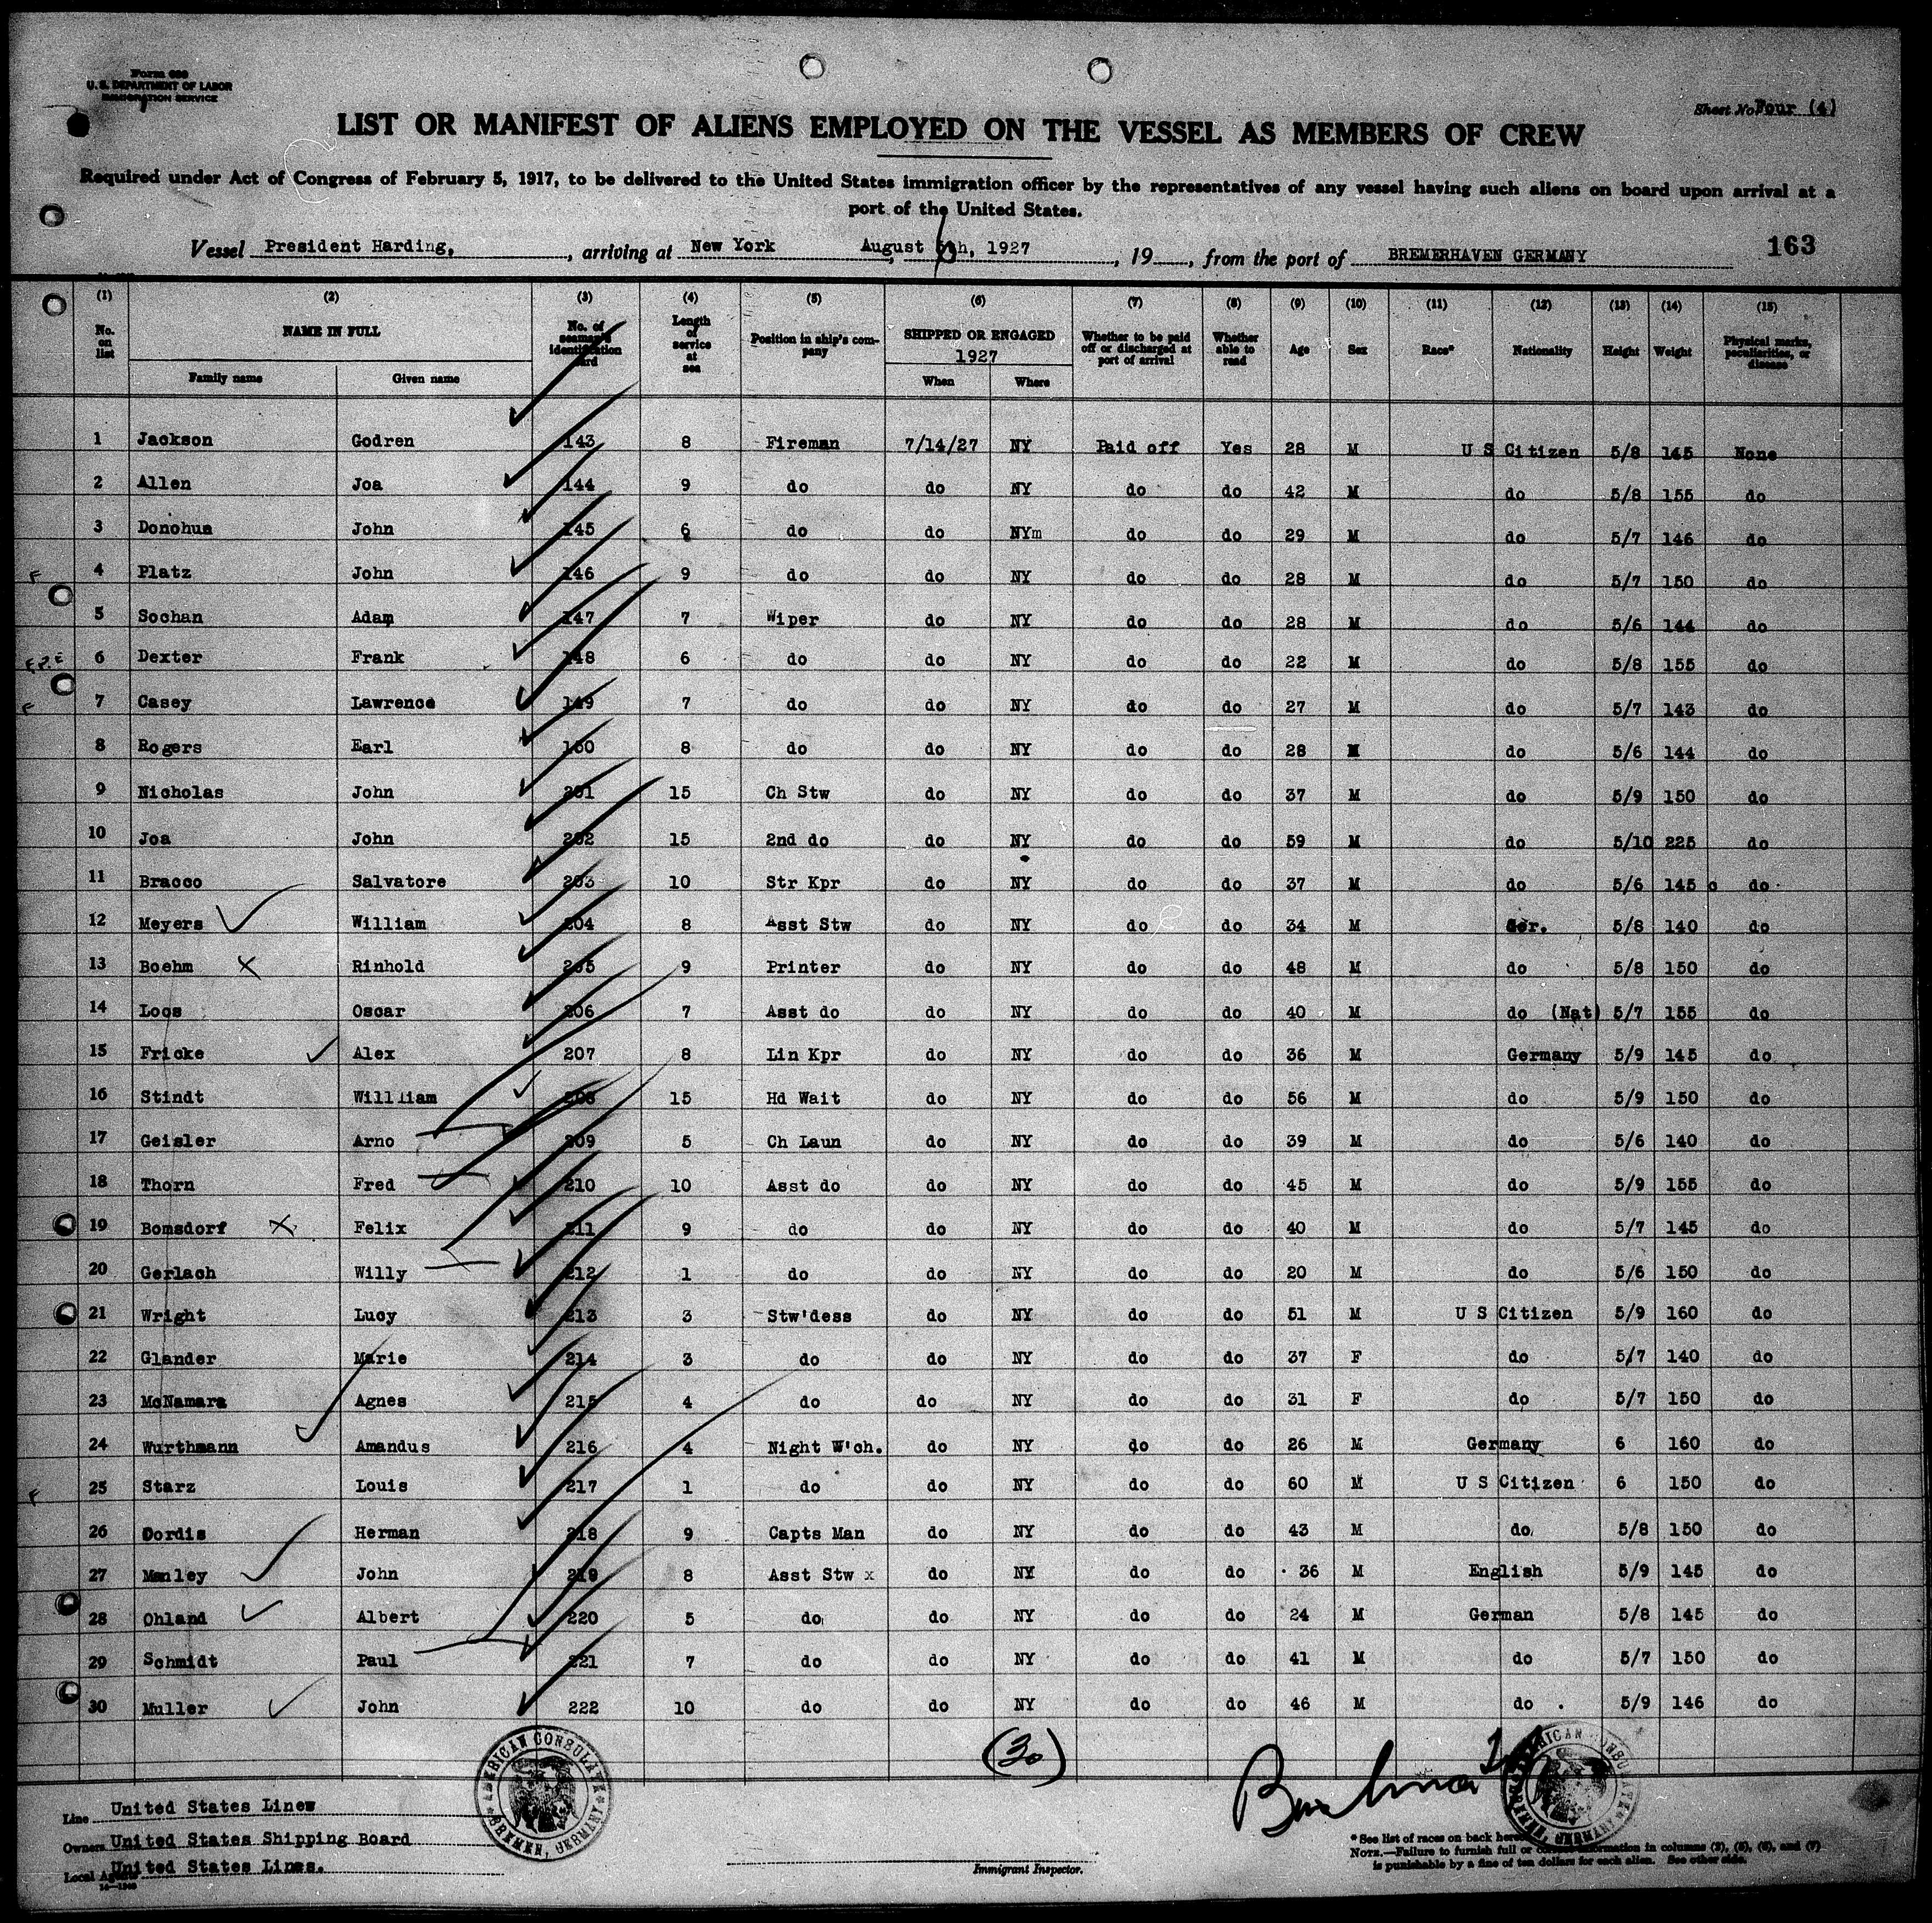 Form 689
U. S. DEPARTMENT OF LABOR
IMMIGRATION SERVICE
Sheet No. Four (4)
LIST OR MANIFEST OF ALIENS EMPLOYED ON THE VESSEL AS MEMBERS OF CREW
Required under Act of Congress of February 5, 1917, to be delivered to the United States immigration officer by the representatives of any vessel having such aliens on board upon arrival at a
port of the United States.
Vessel President Harding, , arriving at New York August th, 1927 , 19 , from the port of BREMERHAVEN GERMANY 163
(1) (2) (3) (4) (5) (6) (7) (8) (9) (10) (11) (12) (13) (14) (15)
No. on list NAME IN FULL Family name Given name No. of seaman's identification card Length of service at sea Position in ship's company SHIPPED OR ENGAGED 1927 When Where Whether to be paid off or discharged at port of arrival Whether able to read Age Sex Race* Nationality Height Weight Physical marks, peculiarities, or disease
1 Jackson Godren 143 8 Fireman 7/14/27 NY Paid off Yes 28 M U S Citizen 5/8 145 None
2 Allen Joa 144 9 do do NY do do 42 M do 5/8 155 do
3 Donohua John 145 6 do do NYm do do 29 M do 5/7 146 do
F 4 Platz John 146 9 do do NY do do 28 M do 5/7 150 do
5 Sochan Adam 147 7 Wiper do NY do do 28 M do 5/6 144 do
6 Dexter Frank 148 6 do do NY do do 22 M do 5/8 155 do
F 7 Casey Lawrence 149 7 do do NY do do 27 M do 5/7 143 do
8 Rogers Earl 150 8 do do NY do do 28 M do 5/6 144 do
9 Nicholas John 201 15 Ch Stw do NY do do 37 M do 5/9 150 do
10 Joa John 202 15 2nd do do NY do do 59 M do 5/10 225 do
11 Bracco Salvatore 203 10 Str Kpr do NY do do 37 M do 5/6 145 do
12 Meyers William 204 8 Asst Stw do NY do do 34 M Ger. 5/8 140 do
13 Boehm Rinhold 205 9 Printer do NY do do 48 M do 5/8 150 do
14 Loos Oscar 206 7 Asst do do NY do do 40 M do (Nat) 5/7 155 do
15 Fricke Alex 207 8 Lin Kpr do NY do do 36 M Germany 5/9 145 do
16 Stindt Willliam 208 15 Hd Wait do NY do do 56 M do 5/9 150 do
17 Geisler Arno 209 5 Ch Laun do NY do do 39 M do 5/6 140 do
18 Thorn Fred 210 10 Asst do do NY do do 45 M do 5/9 155 do
19 Bomsdorf Felix 211 9 do do NY do do 40 M do 5/7 145 do
20 Gerlach Willy 212 1 do do NY do do 20 M do 5/6 150 do
21 Wright Lucy 213 3 Stw'dess do NY do do 51 M U S Citizen 5/9 160 do
22 Glander Marie 214 3 do do NY do do 37 F do 5/7 140 do
23 McNamara Agnes 215 4 do do NY do do 31 F do 5/7 150 do
24 Wurthmann Amandus 216 4 Night W'ch. do NY do do 26 M Germany 6 160 do
F 25 Starz Louis 217 1 do do NY do do 60 M U S Citizen 6 150 do
26 Dordis Herman 218 9 Capts Man do NY do do 43 M do 5/8 150 do
27 Manley John 219 8 Asst Stw x do NY do do 36 M English 5/9 145 do
28 Ohland Albert 220 5 do do NY do do 24 M German 5/8 145 do
29 Schmidt Paul 221 7 do do NY do do 41 M do 5/7 150 do
30 Muller John 222 10 do do NY do do 46 M do 5/9 146 do
(30)
AMERICAN CONSULATE BREMEN, GERMANY
AMERICAN CONSULATE
Line United States Lines
Owners United States Shipping Board
Local Agents United States Lines.
Immigrant Inspector.
* See list of races on back hereof
NOTE.—Failure to furnish full or correct information in columns (2), (5), (6), and (7)
is punishable by a fine of ten dollars for each alien. See other side.